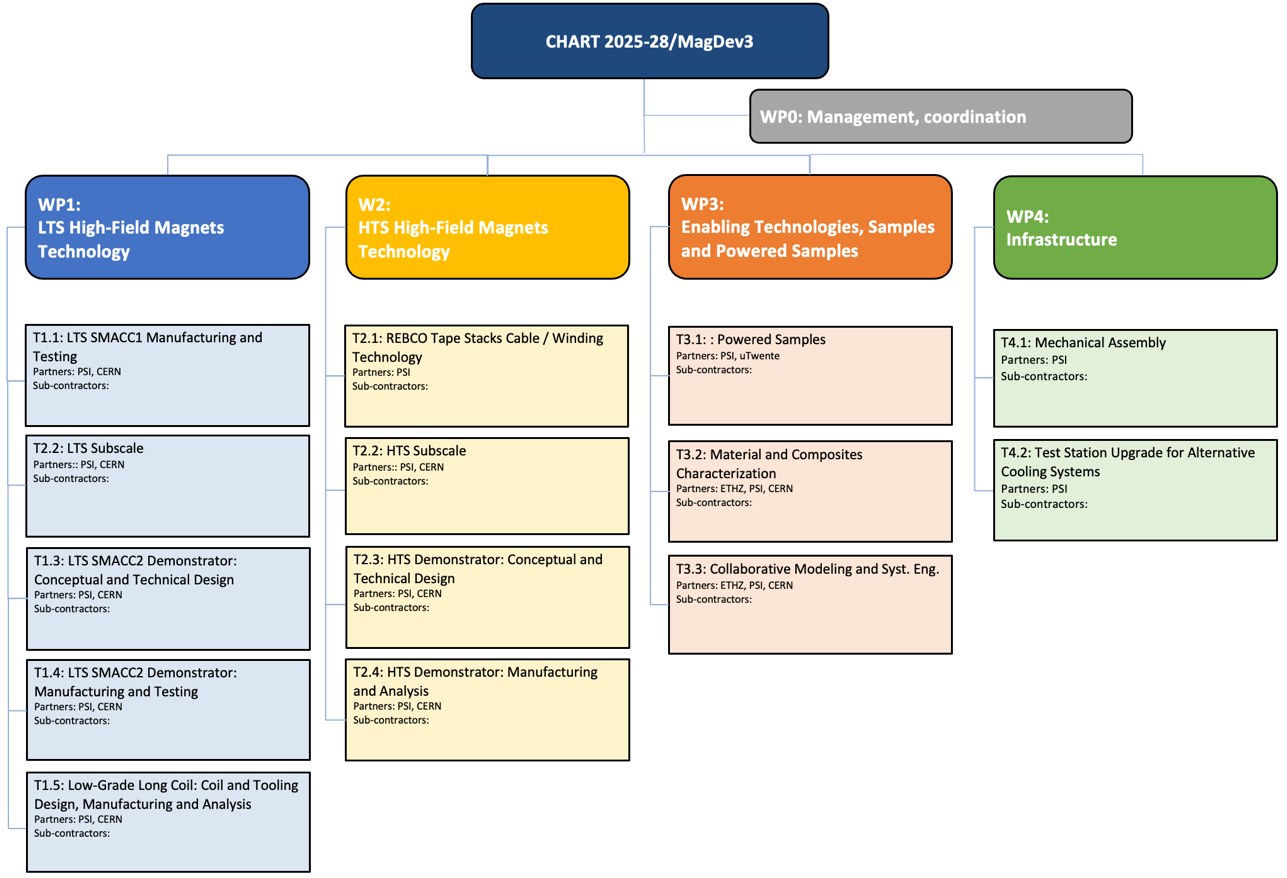 CHART 2025-28/MagDev3
WP0: Management, coordination
WP1:
LTS High-Field Magnets
Technology
T1.1: LTS SMACC1 Manufacturing and
Testing
Partners: PSI, CERN
Sub-contractors:
T2.2: LTS Subscale
Partners:: PSI, CERN
Sub-contractors:
T1.3: LTS SMACC2 Demonstrator:
Conceptual and Technical Design
Partners: PSI, CERN
Sub-contractors:
T1.4: LTS SMACC2 Demonstrator:
Manufacturing and Testing
Partners: PSI, CERN
Sub-contractors:
T1.5: Low-Grade Long Coil: Coil and Tooling
Design, Manufacturing and Analysis
Partners: PSI, CERN
Sub-contractors:
W2:
HTS High-Field Magnets
Technology
T2.1: REBCO Tape Stacks Cable / Winding
Technology
Partners: PSI
Sub-contractors:
T2.2: HTS Subscale
Partners:: PSI, CERN
Sub-contractors:
T2.3: HTS Demonstrator: Conceptual and
Technical Design
Partners: PSI, CERN
Sub-contractors:
T2.4: HTS Demonstrator: Manufacturing
and Analysis
Partners: PSI, CERN
Sub-contractors:
WP3:
Enabling Technologies, Samples
and Powered Samples
T3.1: : Powered Samples
Partners: PSI, uTwente
Sub-contractors:
T3.2: Material and Composites
Characterization
Partners: ETHZ, PSI, CERN
Sub-contractors:
T3.3: Collaborative Modeling and Syst. Eng.
Partners: ETHZ, PSI, CERN
Sub-contractors:
WP4:
Infrastructure
T4.1: Mechanical Assembly
Partners: PSI
Sub-contractors:
T4.2: Test Station Upgrade for Alternative
Cooling Systems
Partners: PSI
Sub-contractors: